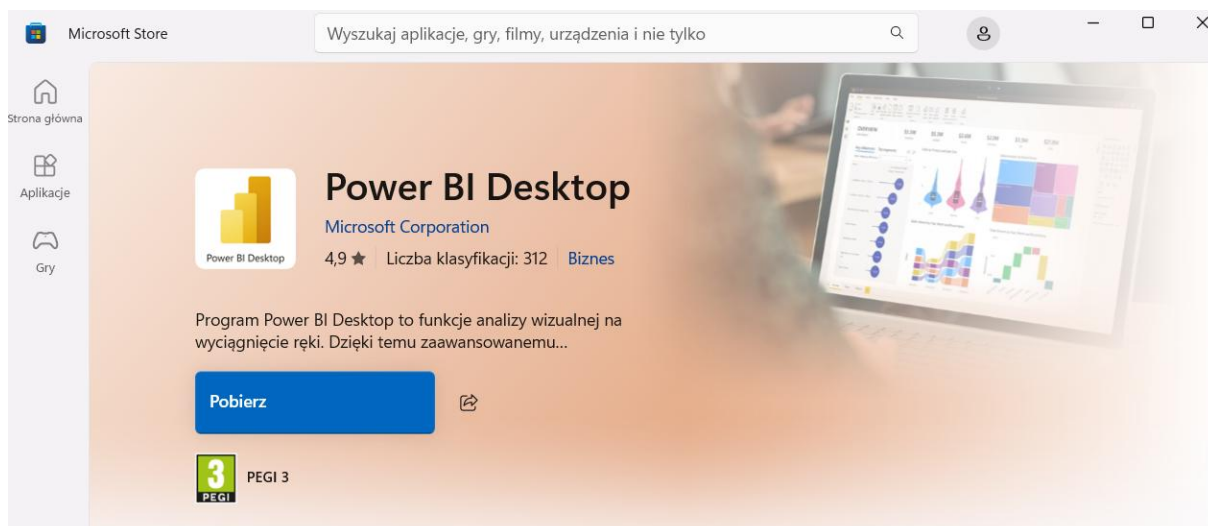 Microsoft Store
Wyszukaj aplikacje, gry, filmy, urządzenia i nie tylko
Strona główna
Aplikacje
Gry
Power BI Desktop
Power BI Desktop
Microsoft Corporation
4,9 ★ Liczba klasyfikacji: 312 Biznes
Program Power BI Desktop to funkcje analizy wizualnej na
wyciągnięcie ręki. Dzięki temu zaawansowanemu...
Pobierz
3
PEGI
PEGI 3